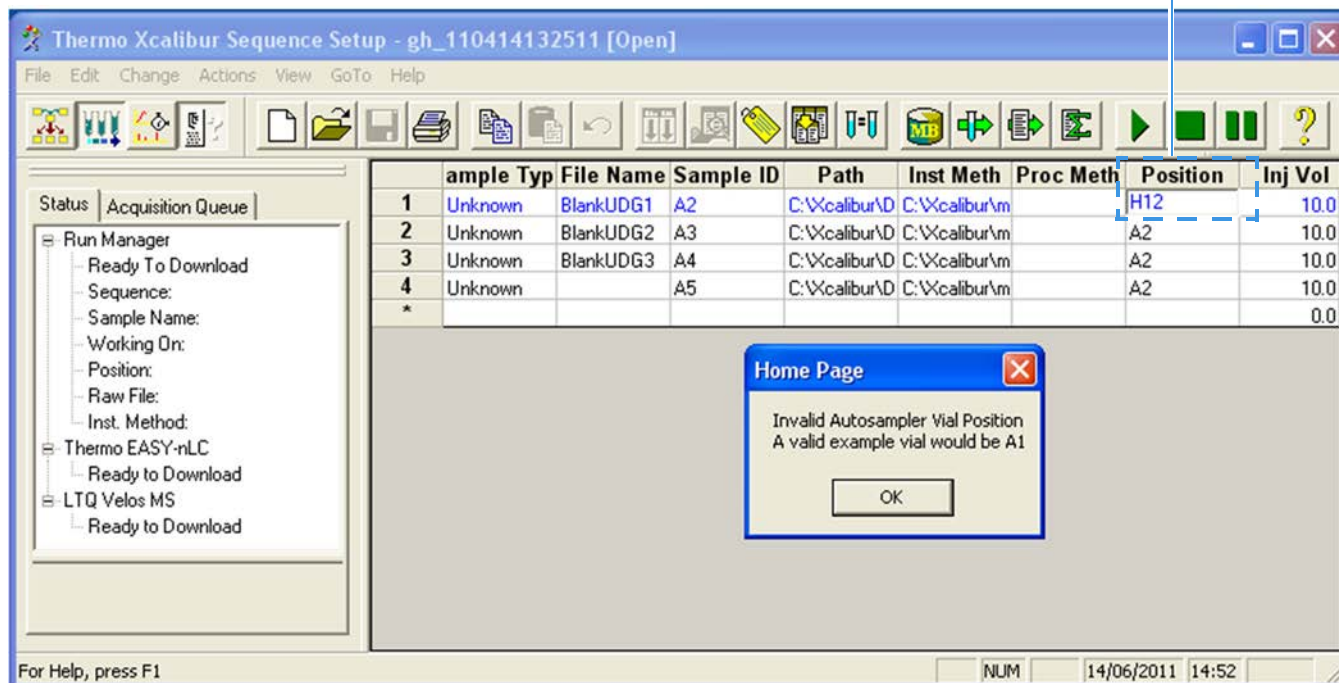 Thermo Xcalibur Sequence Setup - gh_110414132511 [Open]
File Edit Change Actions View GoTo Help
MB
Status Acquisition Queue
Run Manager
Ready To Download
Sequence:
Sample Name:
Working On:
Position:
Raw File:
Inst. Method:
Thermo EASY-nLC
Ready to Download
LTQ Velos MS
Ready to Download
ample Typ File Name Sample ID Path Inst Meth Proc Meth Position Inj Vol
1 Unknown BlankUDG1 A2 C:\Xcalibur\D C:\Xcalibur\m H12 10.0
2 Unknown BlankUDG2 A3 C:\Xcalibur\D C:\Xcalibur\m A2 10.0
3 Unknown BlankUDG3 A4 C:\Xcalibur\D C:\Xcalibur\m A2 10.0
4 Unknown A5 C:\Xcalibur\D C:\Xcalibur\m A2 10.0
* 0.0
Home Page
Invalid Autosampler Vial Position
A valid example vial would be A1
OK
For Help, press F1 NUM 14/06/2011 14:52